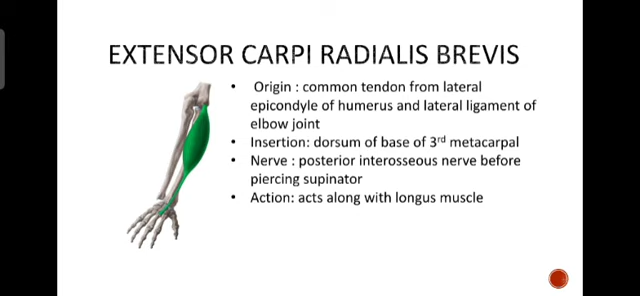 EXTENSOR CARPI RADIALIS BREVIS
• Origin : common tendon from lateral
epicondyle of humerus and lateral ligament of
elbow joint
• Insertion: dorsum of base of 3rd metacarpal
• Nerve : posterior interosseous nerve before
piercing supinator
• Action: acts along with longus muscle